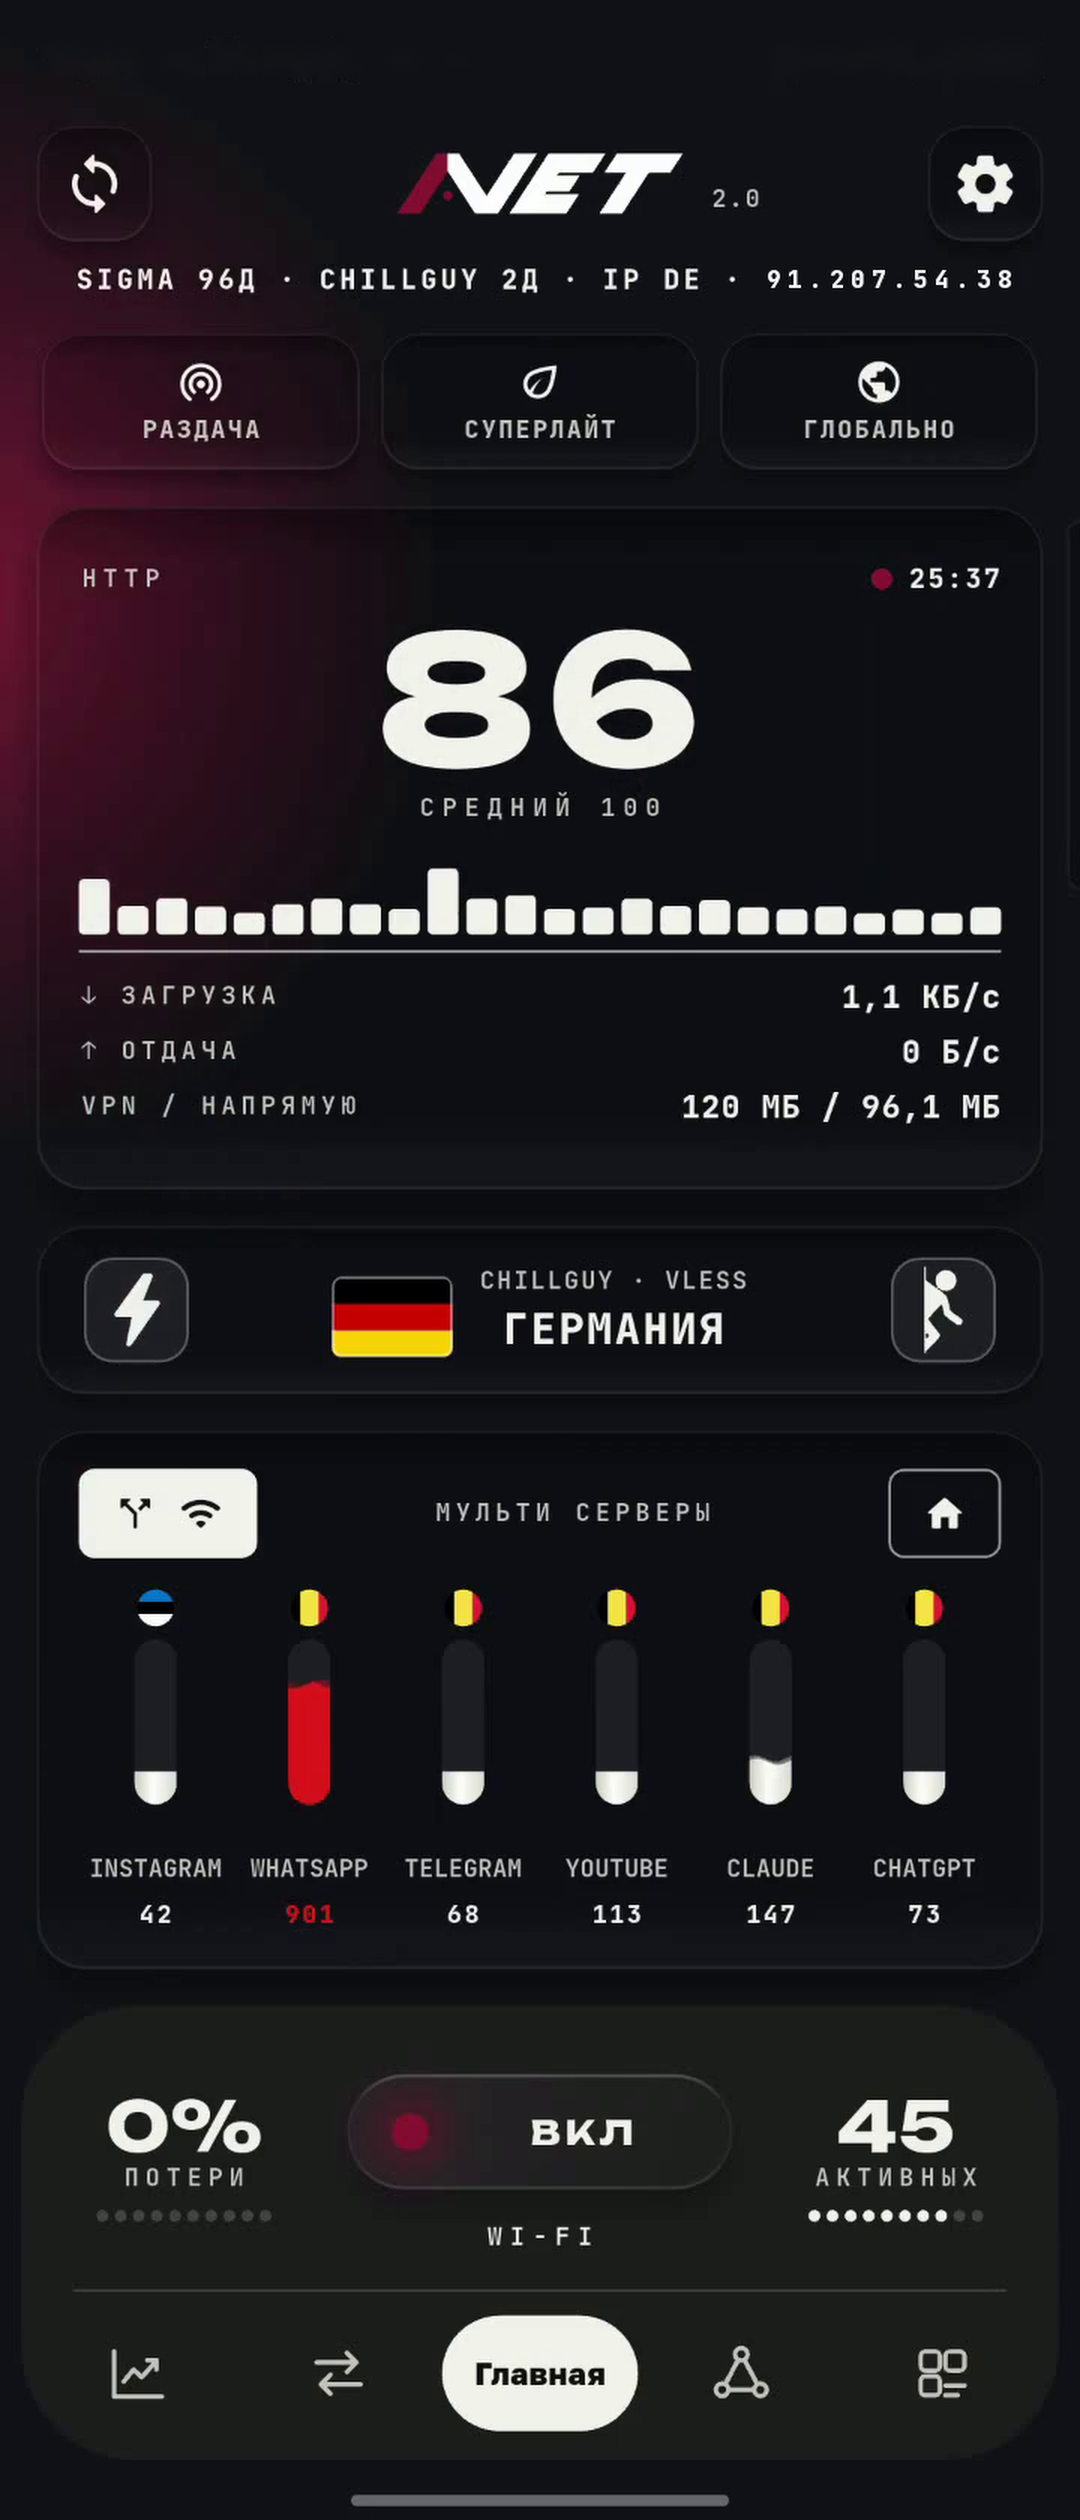 ΛNET 2.0
SIGMA 96Д · CHILLGUY 2Д · IP DE · 91.207.54.38
РАЗДАЧА СУПЕРЛАЙТ ГЛОБАЛЬНО
HTTP 25:37
86
СРЕДНИЙ 100
↓ ЗАГРУЗКА 1,1 КБ/с
↑ ОТДАЧА 0 Б/с
VPN / НАПРЯМУЮ 120 МБ / 96,1 МБ
CHILLGUY · VLESS
ГЕРМАНИЯ
МУЛЬТИ СЕРВЕРЫ
INSTAGRAM WHATSAPP TELEGRAM YOUTUBE CLAUDE CHATGPT
42 901 68 113 147 73
0% вкл 45
ПОТЕРИ АКТИВНЫХ
WI-FI
Главная